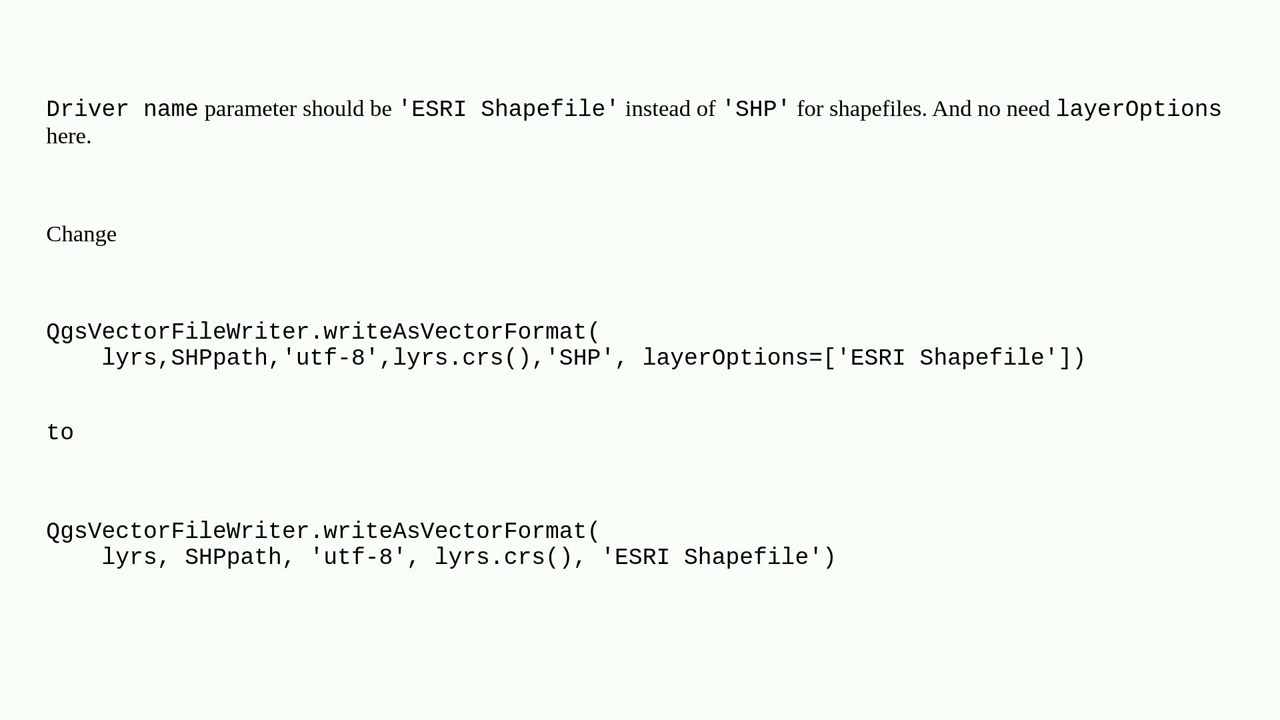 Driver name parameter should be 'ESRI Shapefile' instead of 'SHP' for shapefiles. And no need layerOptions
here.
Change
QgsVectorFileWriter.writeAsVectorFormat(
    lyrs,SHPpath,'utf-8',lyrs.crs(),'SHP', layerOptions=['ESRI Shapefile'])
to
QgsVectorFileWriter.writeAsVectorFormat(
    lyrs, SHPpath, 'utf-8', lyrs.crs(), 'ESRI Shapefile')